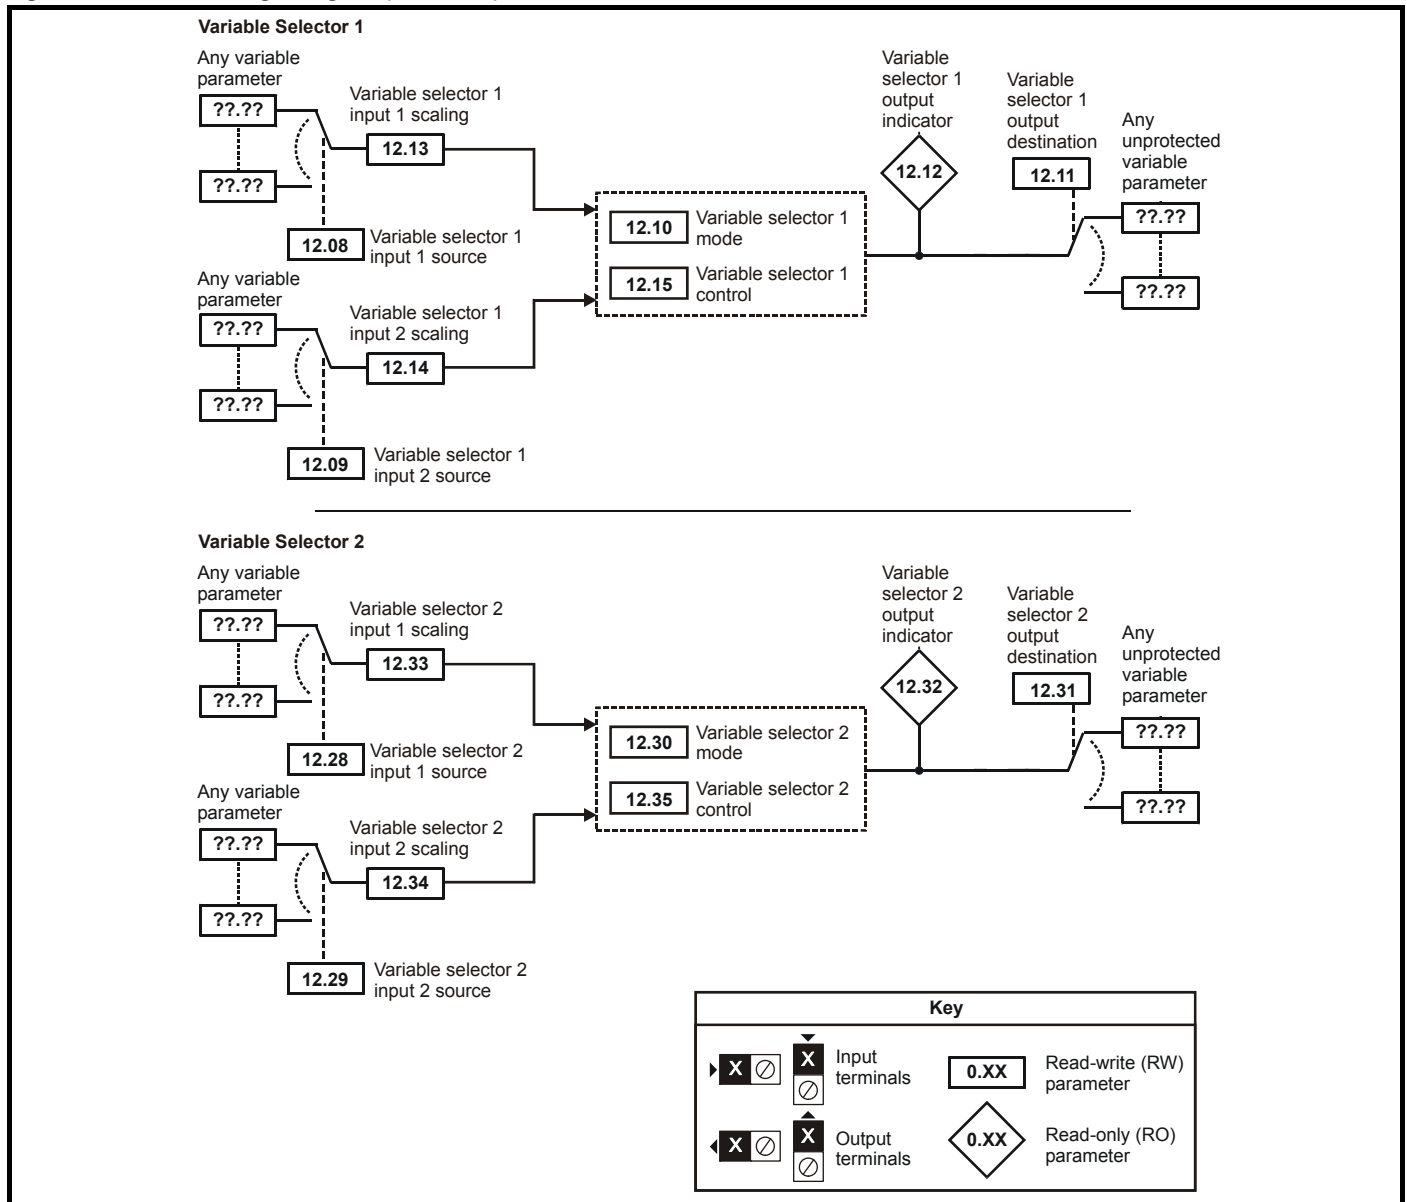 Variable Selector 1
Any variable
parameter
??.??
??.??
Variable selector 1
input 1 scaling
12.13
12.08
Variable selector 1
input 1 source
Any variable
parameter
??.??
??.??
Variable selector 1
input 2 scaling
12.14
12.09
Variable selector 1
input 2 source
12.10
Variable selector 1
mode
12.15
Variable selector 1
control
Variable
selector 1
output
indicator
12.12
Variable
selector 1
output
destination
12.11
Any
unprotected
variable
parameter
??.??
??.??
Variable Selector 2
Any variable
parameter
??.??
??.??
Variable selector 2
input 1 scaling
12.33
12.28
Variable selector 2
input 1 source
Any variable
parameter
??.??
??.??
Variable selector 2
input 2 scaling
12.34
12.29
Variable selector 2
input 2 source
12.30
Variable selector 2
mode
12.35
Variable selector 2
control
Variable
selector 2
output
indicator
12.32
Variable
selector 2
output
destination
12.31
Any
unprotected
variable
parameter
??.??
??.??
Key
X
X
Input
terminals
0.XX
Read-write (RW)
parameter
X
X
Output
terminals
0.XX
Read-only (RO)
parameter